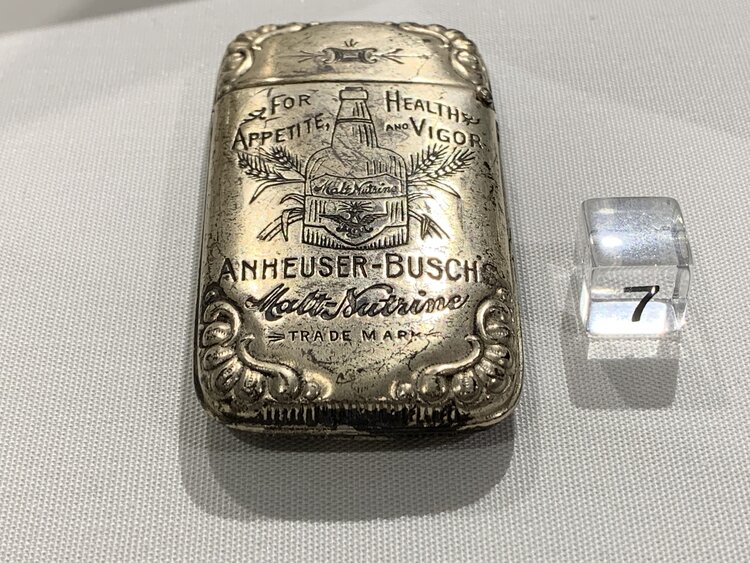 FOR HEALTH
APPETITE, AND VIGOR
Malt-Nutrine
ANHEUSER-BUSCH'S
Malt-Nutrine
TRADE MARK
7